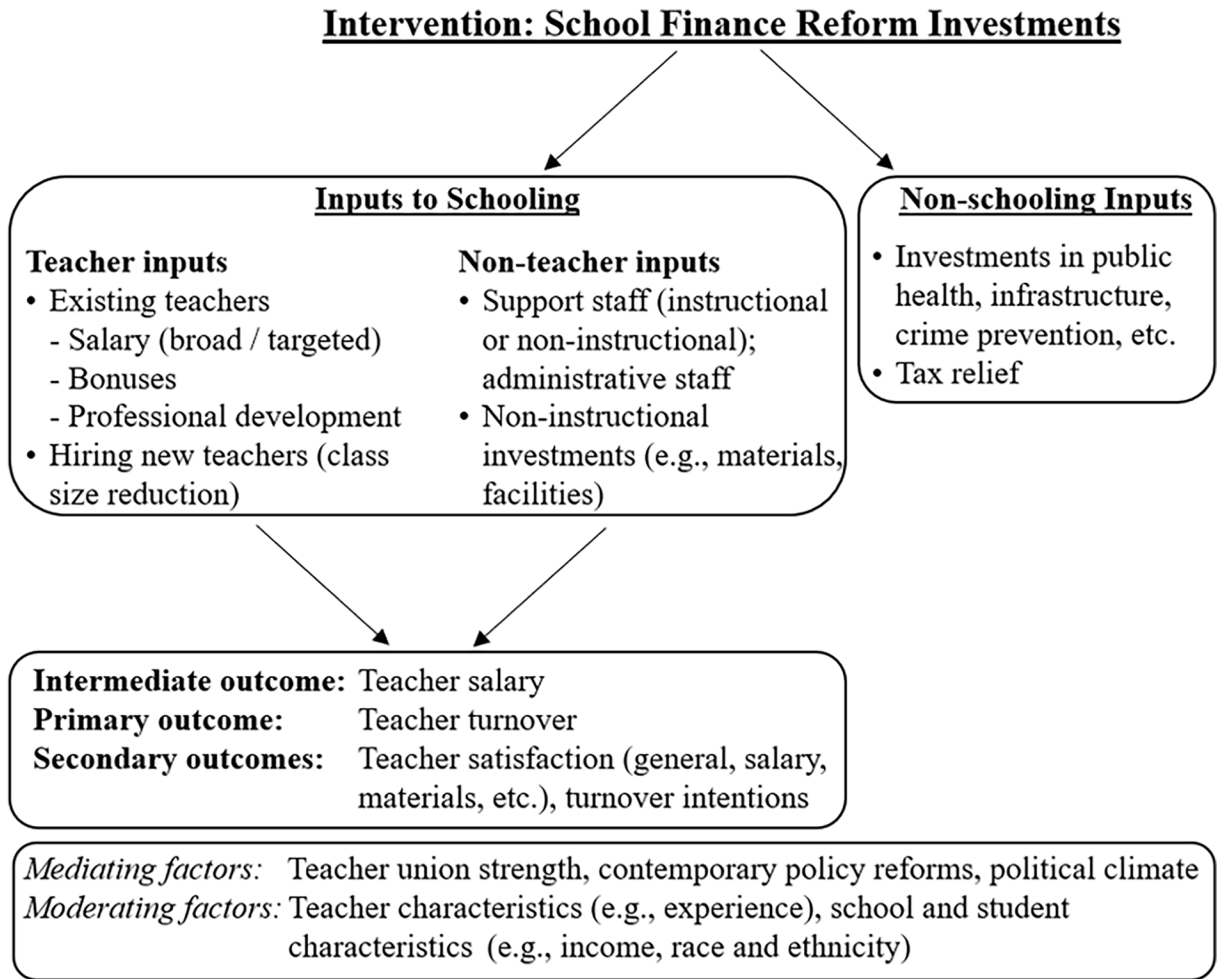 Intervention: School Finance Reform Investments
Inputs to Schooling
Teacher inputs
• Existing teachers
- Salary (broad / targeted)
- Bonuses
- Professional development
• Hiring new teachers (class
size reduction)
Non-teacher inputs
• Support staff (instructional
or non-instructional);
administrative staff
• Non-instructional
investments (e.g., materials,
facilities)
Non-schooling Inputs
• Investments in public
health, infrastructure,
crime prevention, etc.
• Tax relief
Intermediate outcome: Teacher salary
Primary outcome: Teacher turnover
Secondary outcomes: Teacher satisfaction (general, salary,
materials, etc.), turnover intentions
Mediating factors: Teacher union strength, contemporary policy reforms, political climate
Moderating factors: Teacher characteristics (e.g., experience), school and student
characteristics (e.g., income, race and ethnicity)